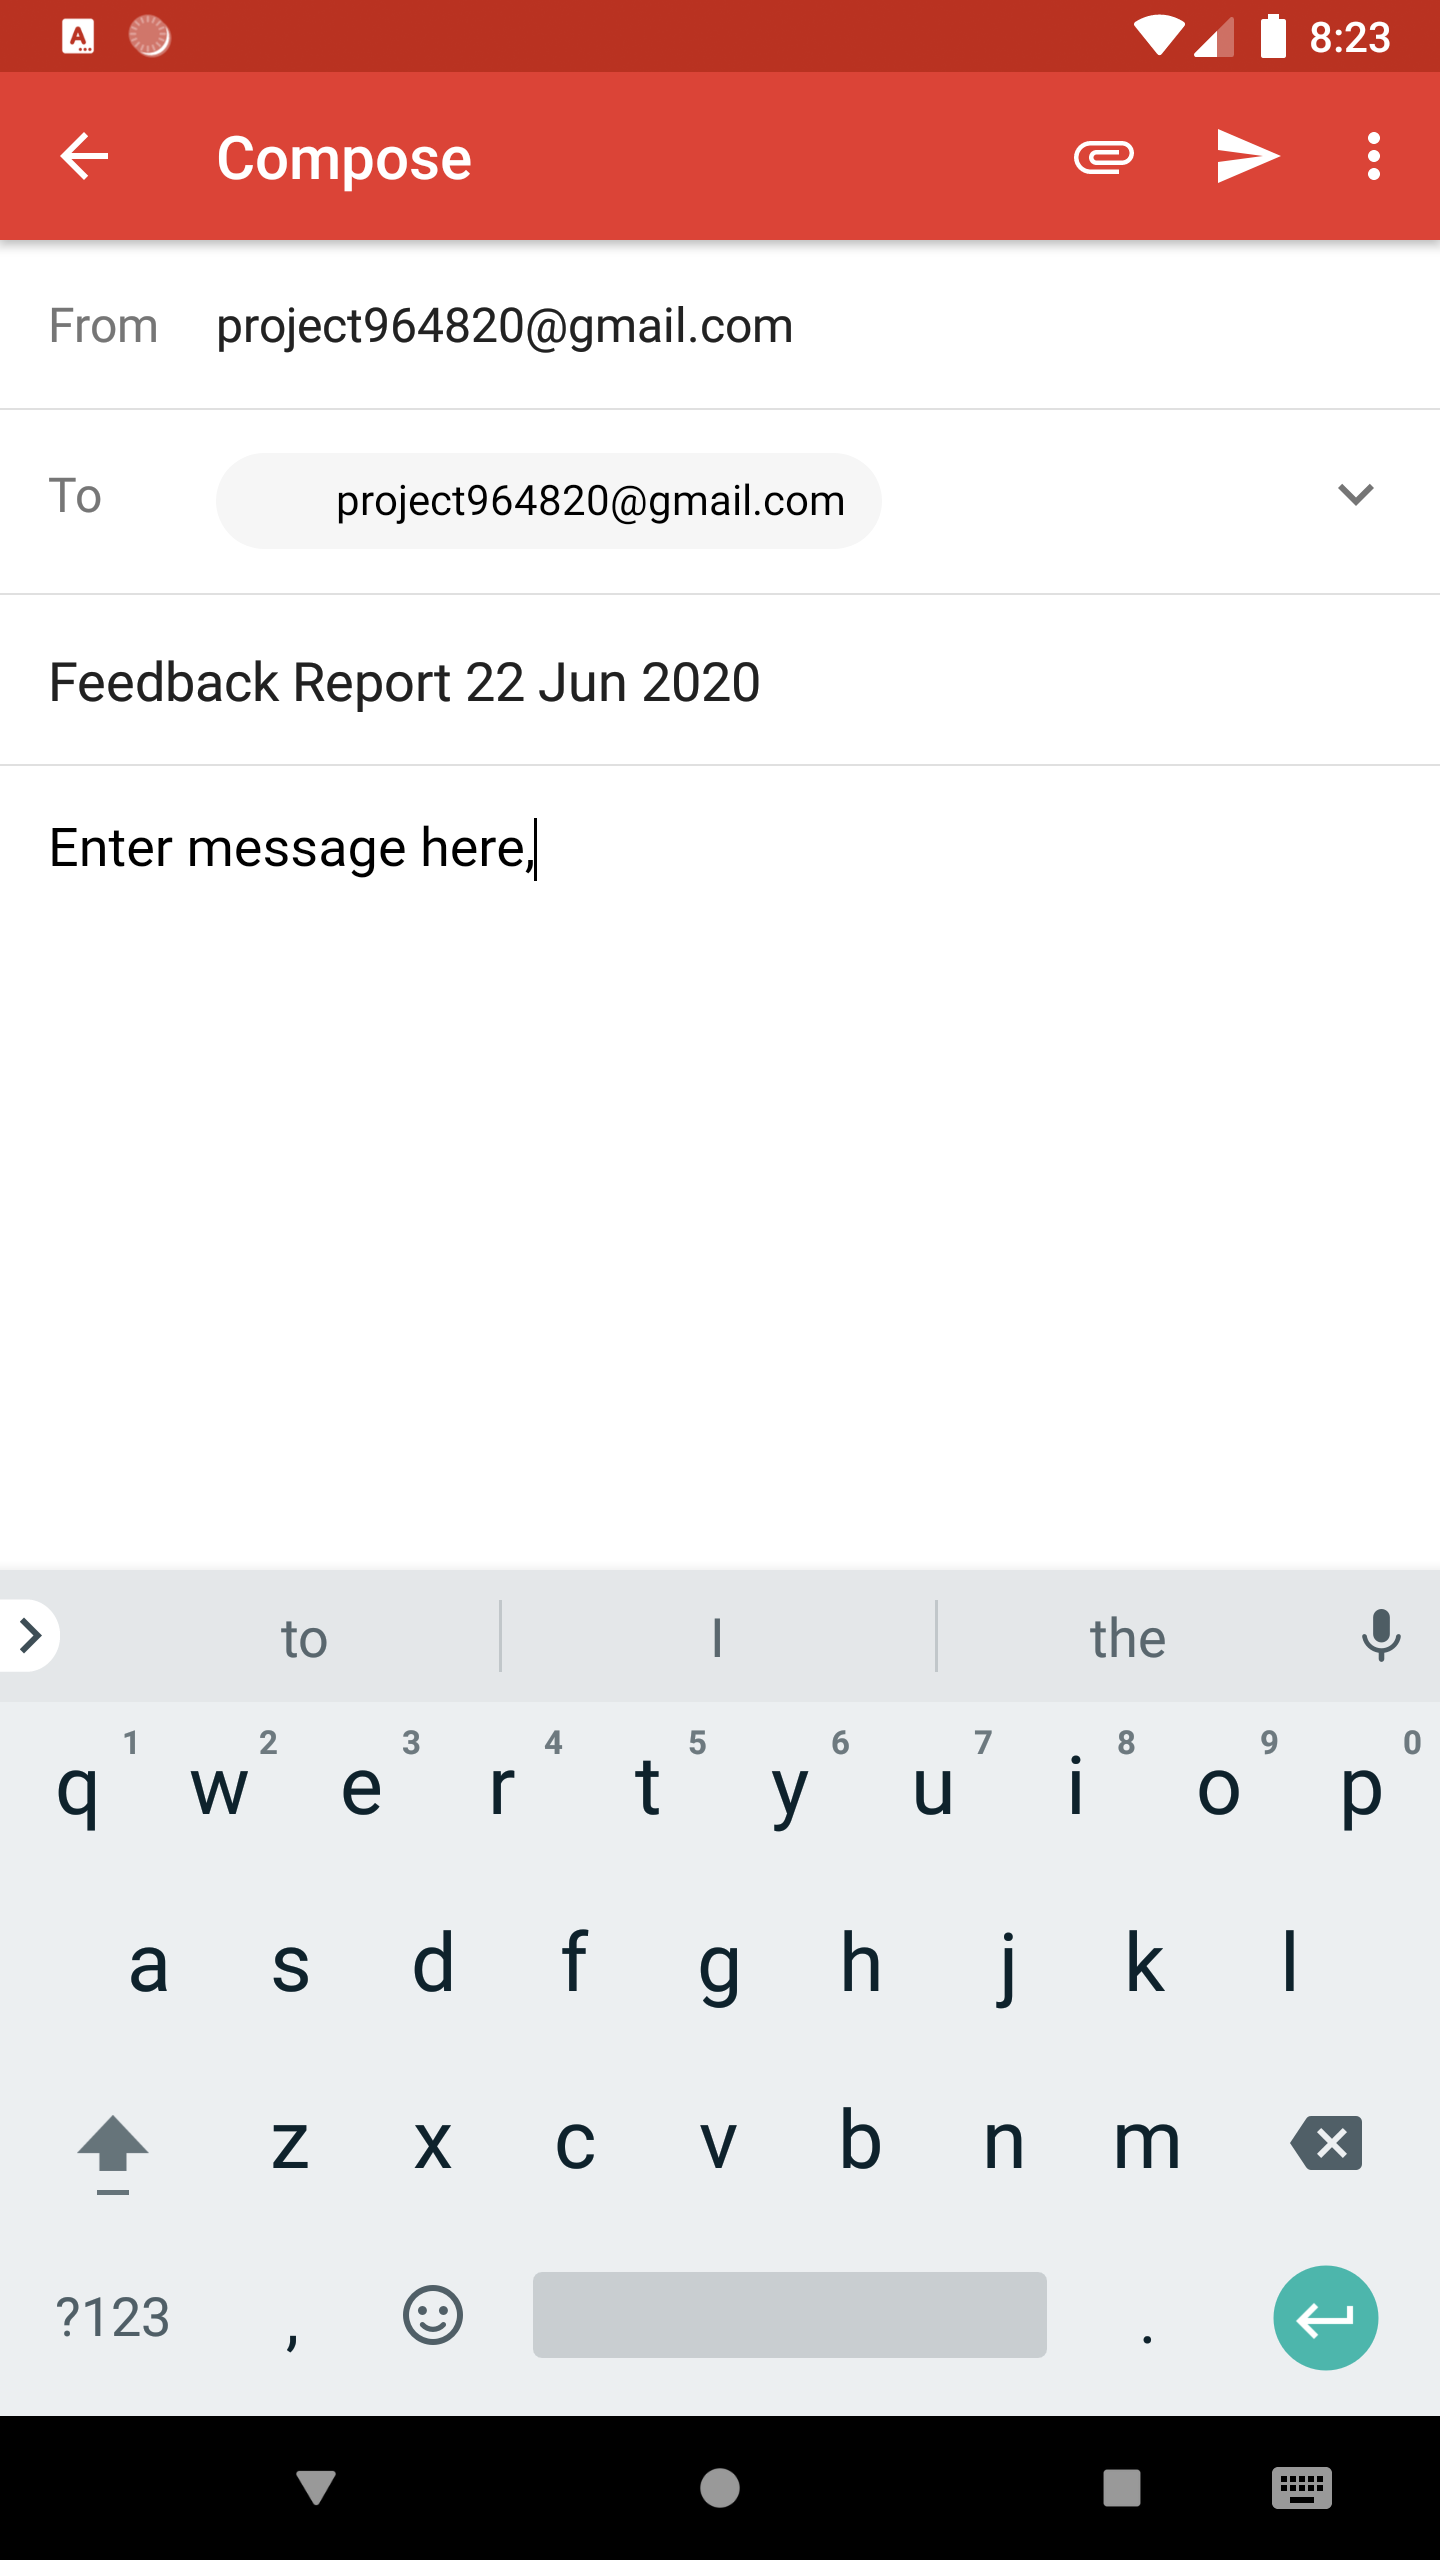 A
8:23
Compose
From project964820@gmail.com
To project964820@gmail.com
Feedback Report 22 Jun 2020
Enter message here,
to I the
1 2 3 4 5 6 7 8 9 0
q w e r t y u i o p
a s d f g h j k l
z x c v b n m
?123 , .